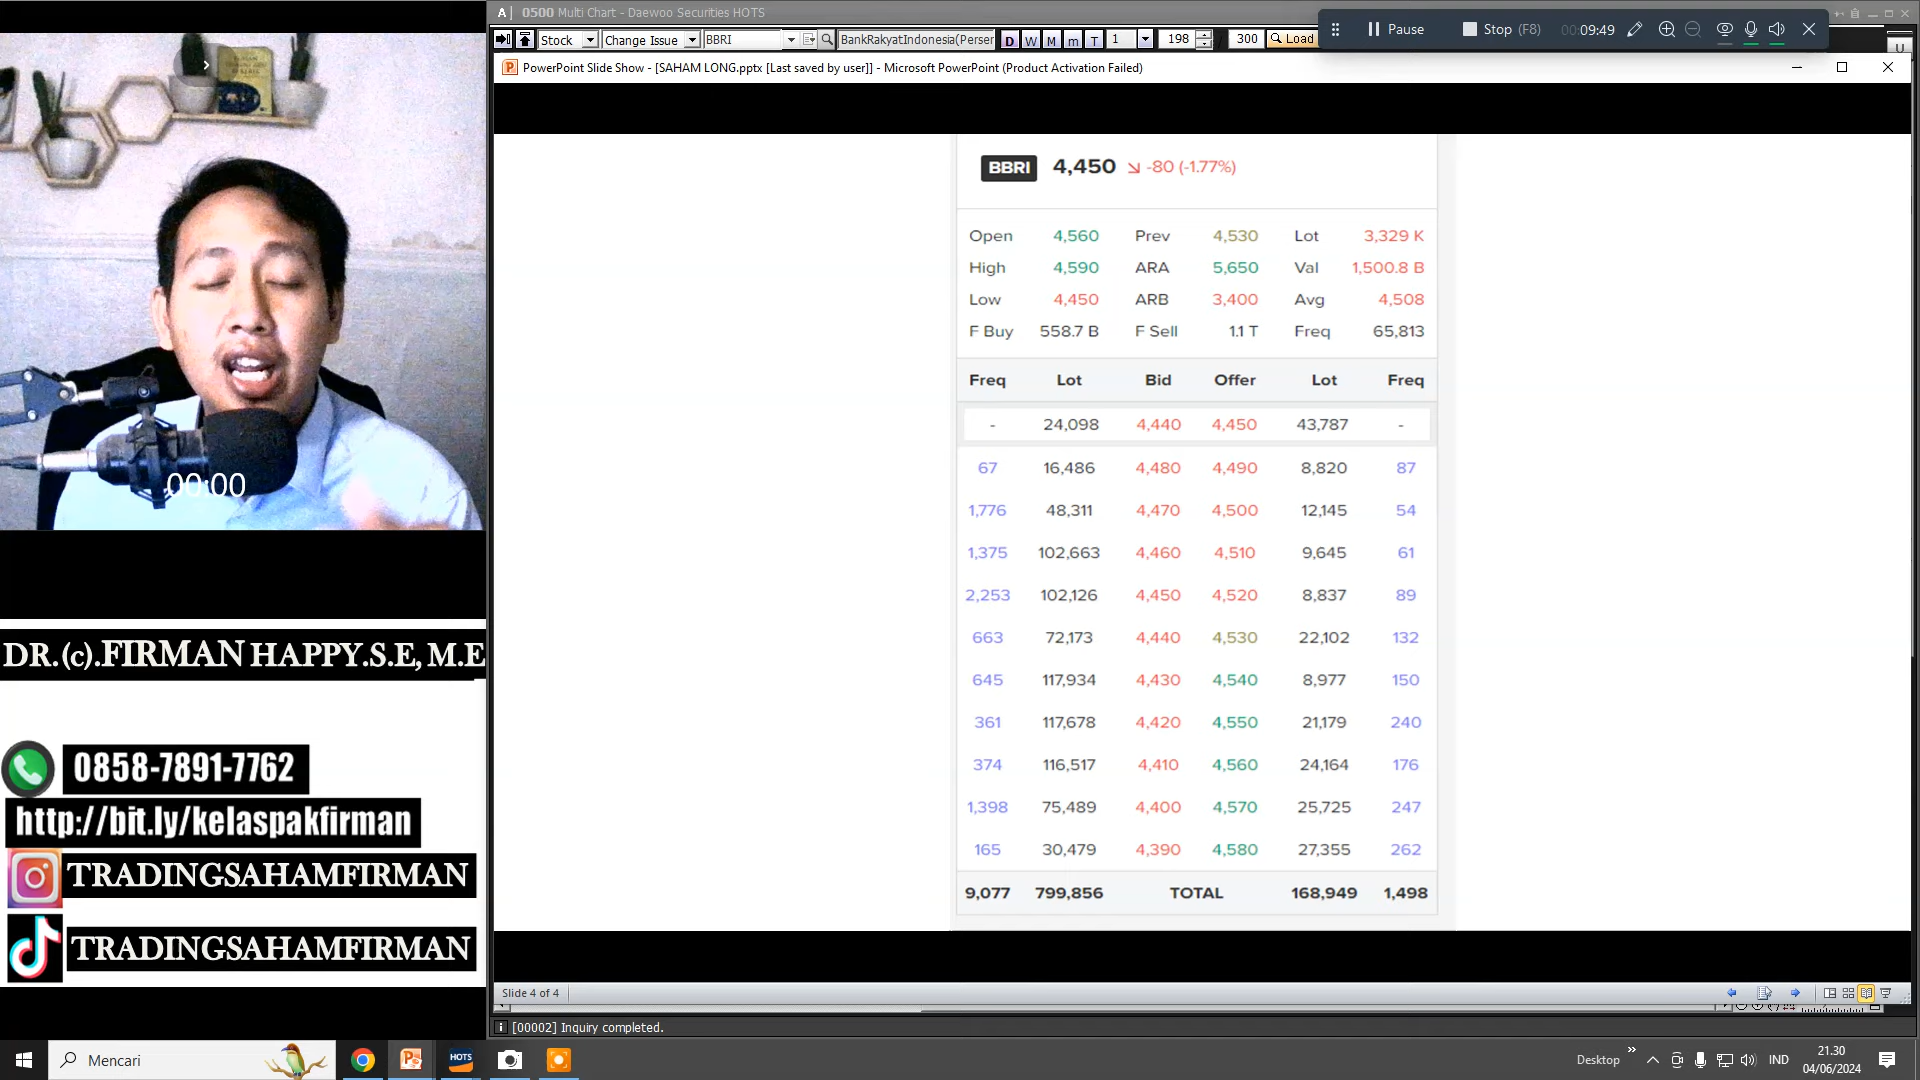 A 0500 Multi Chart - Daewoo Securities HOTS
Stock Change Issue BBRI BankRakyatIndonesia(Perser D W M m T 1 198 300 Load
Pause Stop (F8) 00:09:49
PowerPoint Slide Show - [SAHAM LONG.pptx [Last saved by user]] - Microsoft PowerPoint (Product Activation Failed)
BBRI 4,450 -80 (-1.77%)
Open 4,560 Prev 4,530 Lot 3,329 K
High 4,590 ARA 5,650 Val 1,500.8 B
Low 4,450 ARB 3,400 Avg 4,508
F Buy 558.7 B F Sell 1.1 T Freq 65,813
Freq Lot Bid Offer Lot Freq
- 24,098 4,440 4,450 43,787 -
67 16,486 4,480 4,490 8,820 87
1,776 48,311 4,470 4,500 12,145 54
1,375 102,663 4,460 4,510 9,645 61
2,253 102,126 4,450 4,520 8,837 89
663 72,173 4,440 4,530 22,102 132
645 117,934 4,430 4,540 8,977 150
361 117,678 4,420 4,550 21,179 240
374 116,517 4,410 4,560 24,164 176
1,398 75,489 4,400 4,570 25,725 247
165 30,479 4,390 4,580 27,355 262
9,077 799,856 TOTAL 168,949 1,498
00:00
DR.(c).FIRMAN HAPPY.S.E, M.E
0858-7891-7762
http://bit.ly/kelaspakfirman
TRADINGSAHAMFIRMAN
TRADINGSAHAMFIRMAN
Slide 4 of 4
[00002] Inquiry completed.
Mencari
HOTS
Desktop
IND
21.30
04/06/2024